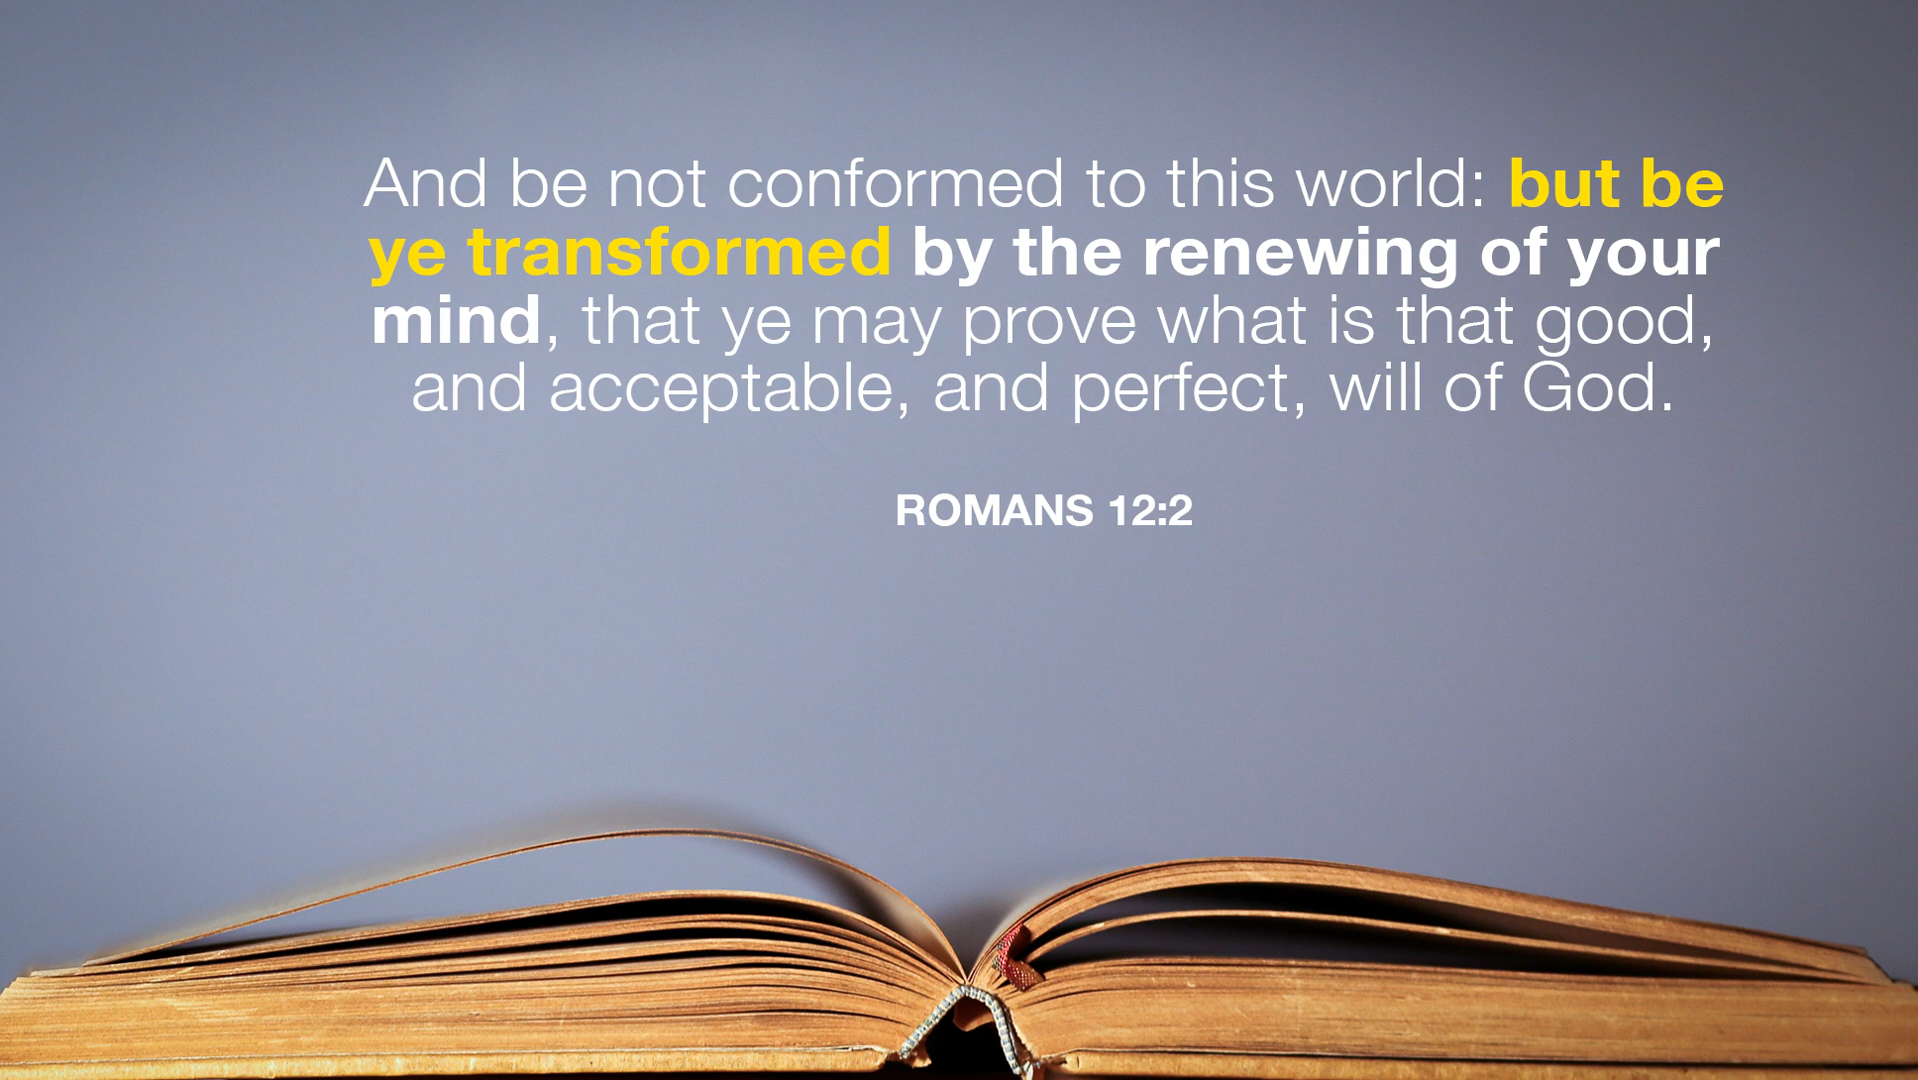 And be not conformed to this world: but be
ye transformed by the renewing of your
mind, that ye may prove what is that good,
and acceptable, and perfect, will of God.
ROMANS 12:2